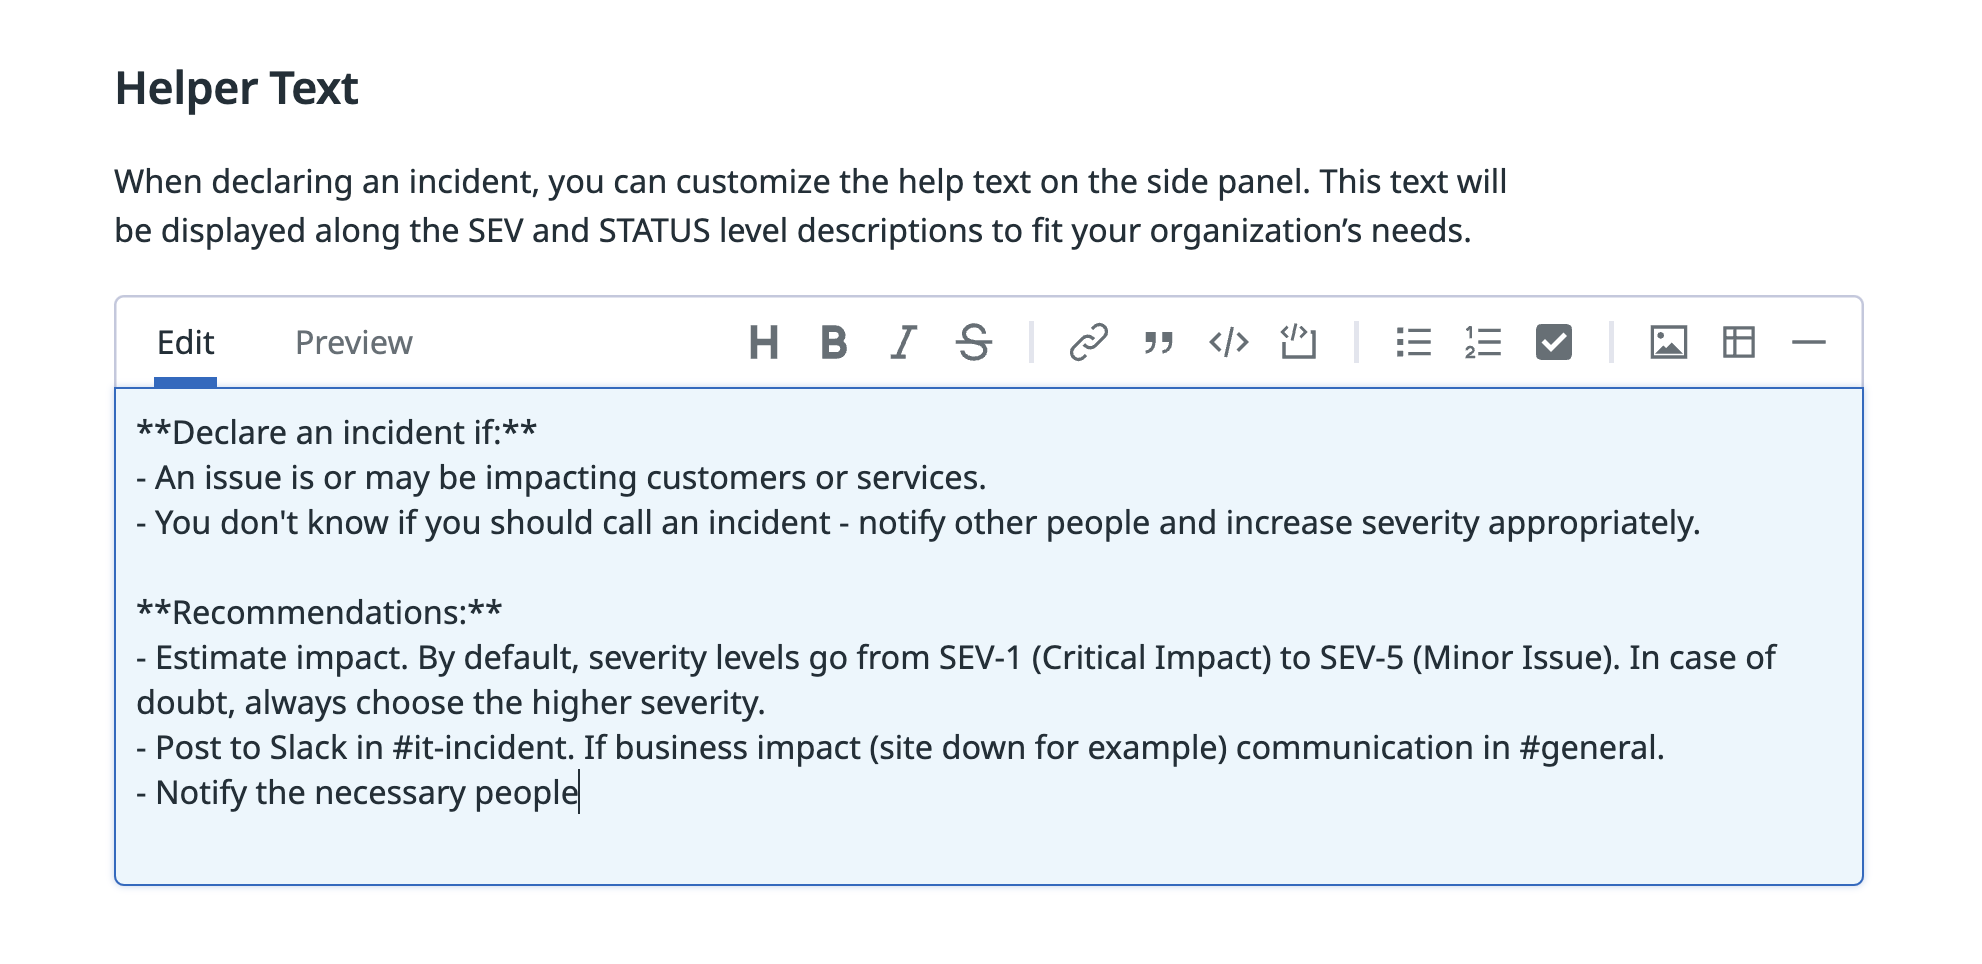 Helper Text
When declaring an incident, you can customize the help text on the side panel. This text will
be displayed along the SEV and STATUS level descriptions to fit your organization’s needs.
Edit Preview
**Declare an incident if:**
- An issue is or may be impacting customers or services.
- You don't know if you should call an incident - notify other people and increase severity appropriately.
**Recommendations:**
- Estimate impact. By default, severity levels go from SEV-1 (Critical Impact) to SEV-5 (Minor Issue). In case of
doubt, always choose the higher severity.
- Post to Slack in #it-incident. If business impact (site down for example) communication in #general.
- Notify the necessary people